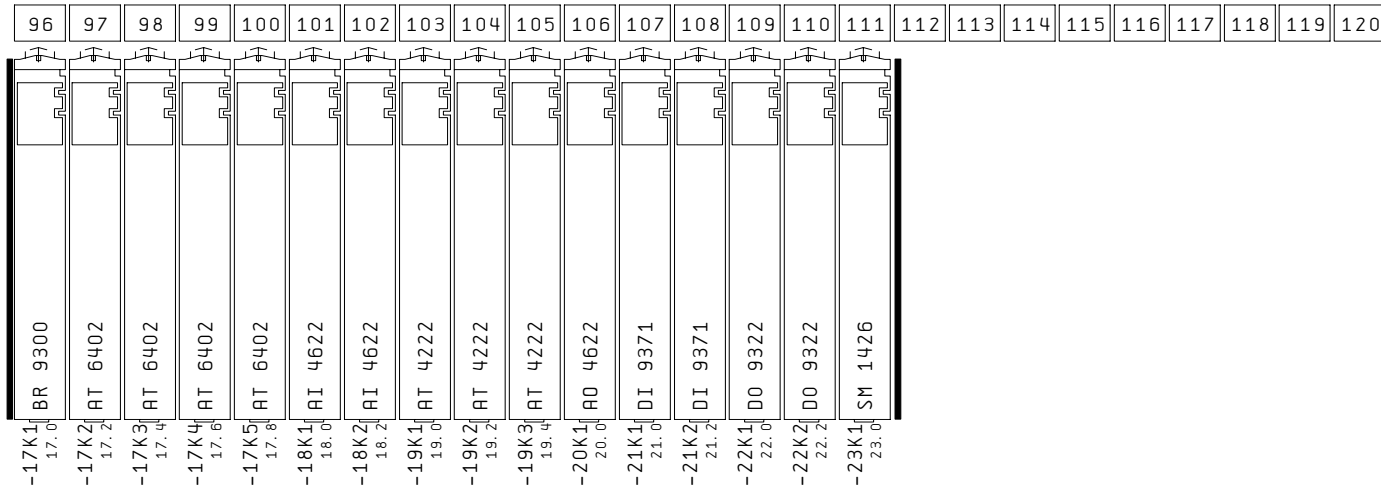 96 97 98 99 100 101 102 103 104 105 106 107 108 109 110 111 112 113 114 115 116 117 118 119 120
BR 9300
AT 6402
AT 6402
AT 6402
AT 6402
AI 4622
AI 4622
AT 4222
AT 4222
AT 4222
AO 4622
DI 9371
DI 9371
DO 9322
DO 9322
SM 1426
-17K1
17.0
-17K2
17.2
-17K3
17.4
-17K4
17.6
-17K5
17.8
-18K1
18.0
-18K2
18.2
-19K1
19.0
-19K2
19.2
-19K3
19.4
-20K1
20.0
-21K1
21.0
-21K2
21.2
-22K1
22.0
-22K2
22.2
-23K1
23.0